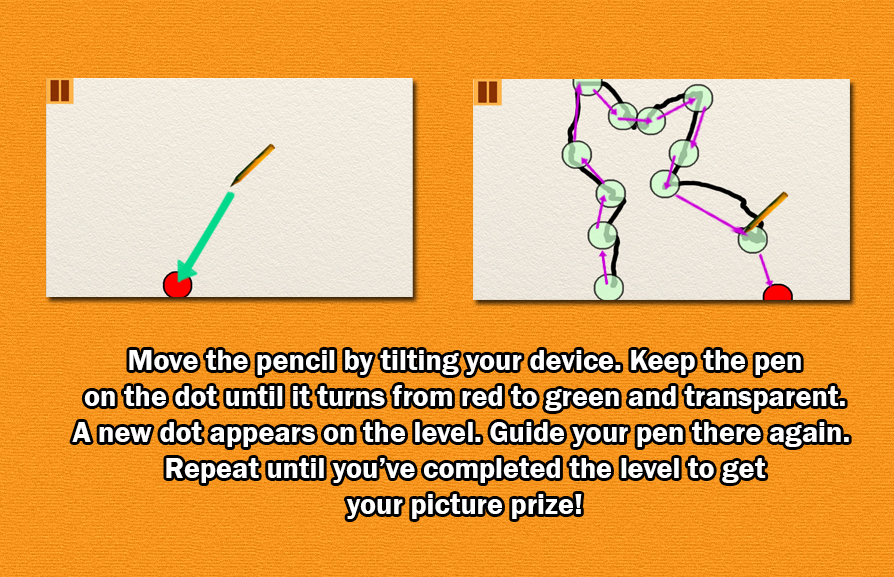 Move the pencil by tilting your device. Keep the pen
on the dot until it turns from red to green and transparent.
A new dot appears on the level. Guide your pen there again.
Repeat until you’ve completed the level to get
your picture prize!